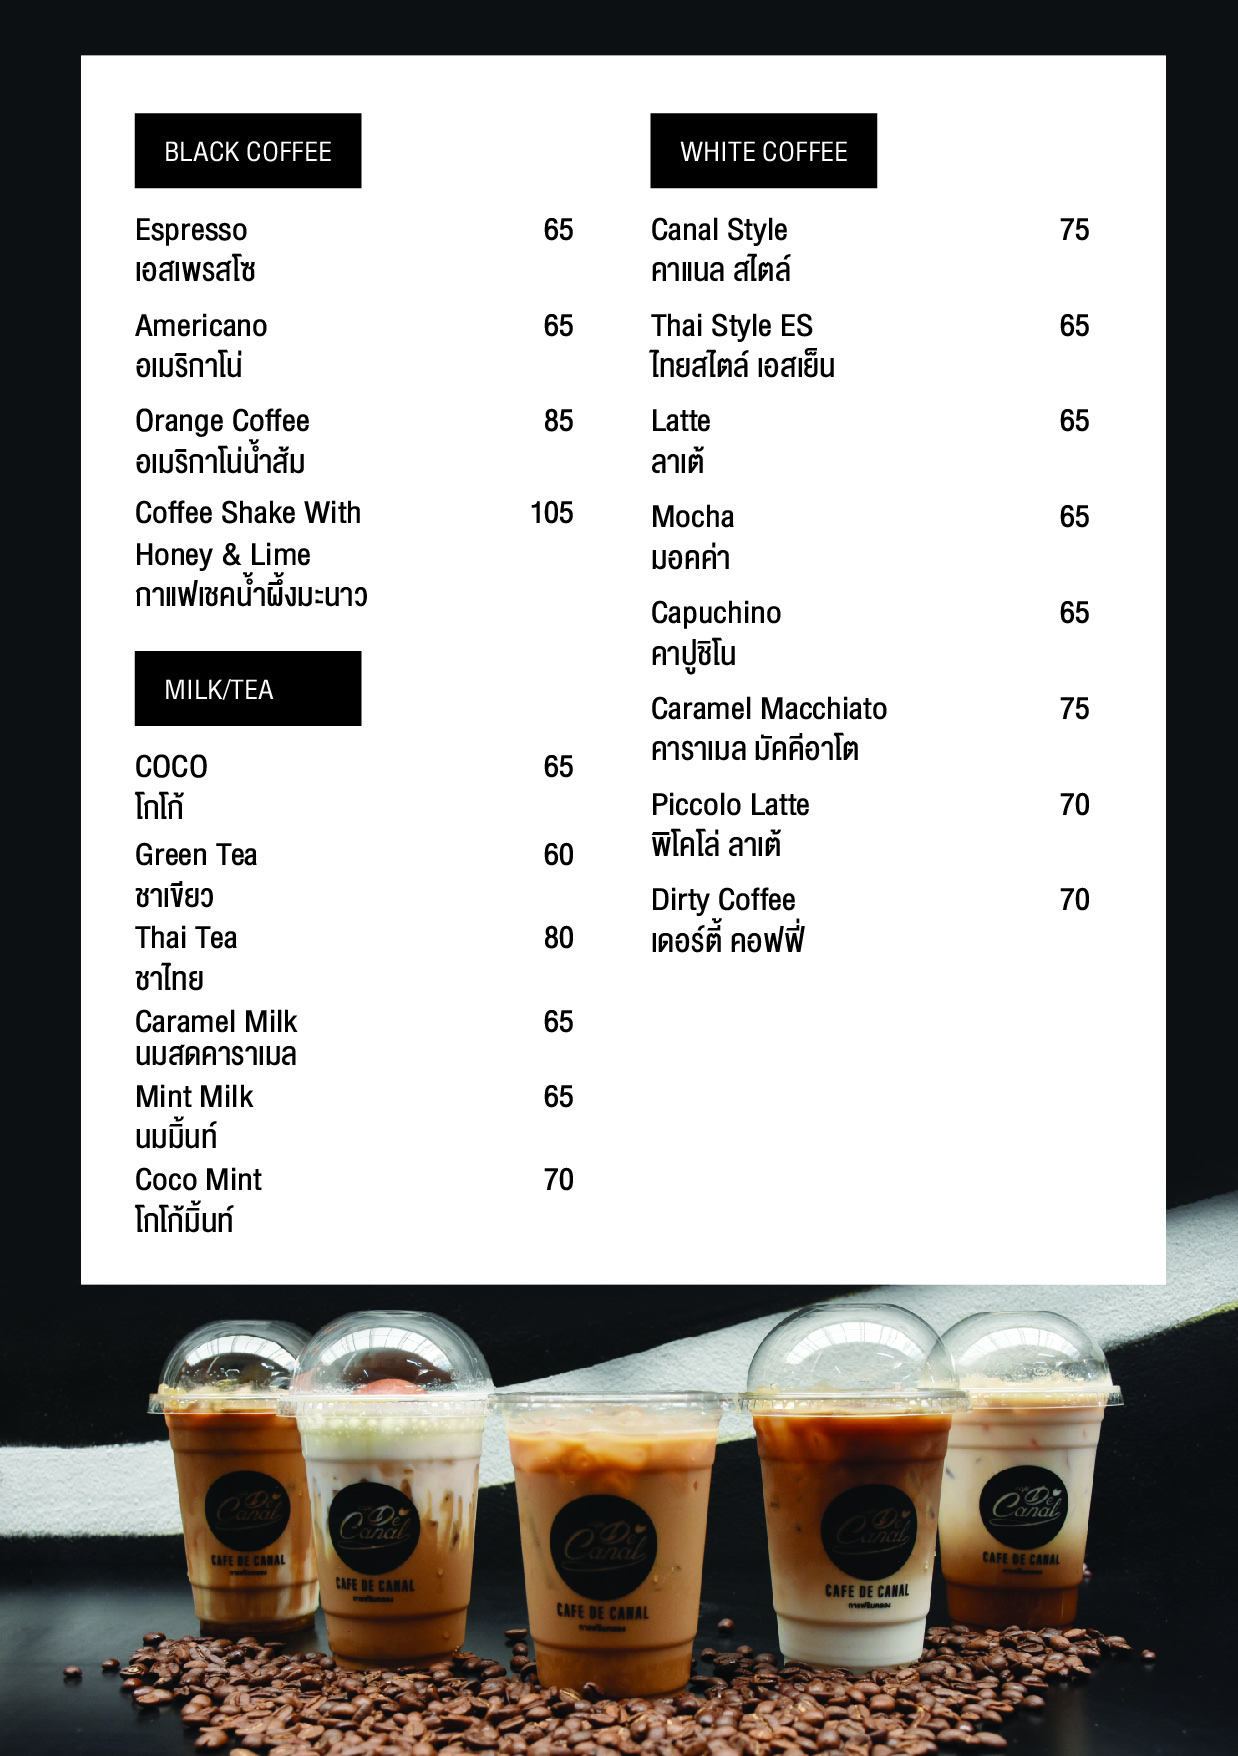 BLACK COFFEE
Espresso 65
เอสเพรสโซ
Americano 65
อเมริกาโน่
Orange Coffee 85
อเมริกาโน่น้ำส้ม
Coffee Shake With 105
Honey & Lime
กาแฟเชคน้ำผึ้งมะนาว
MILK/TEA
COCO 65
โกโก้
Green Tea 60
ชาเขียว
Thai Tea 80
ชาไทย
Caramel Milk 65
นมสดคาราเมล
Mint Milk 65
นมมิ้นท์
Coco Mint 70
โกโก้มิ้นท์
WHITE COFFEE
Canal Style 75
คาแนล สไตล์
Thai Style ES 65
ไทยสไตล์ เอสเย็น
Latte 65
ลาเต้
Mocha 65
มอคค่า
Capuchino 65
คาปูชิโน
Caramel Macchiato 75
คาราเมล มัคคีอาโต
Piccolo Latte 70
พิโคโล่ ลาเต้
Dirty Coffee 70
เดอร์ตี้ คอฟฟี่
De Canal
CAFE DE CANAL
De Canal
CAFE DE CANAL
De Canal
CAFE DE CANAL
De Canal
CAFE DE CANAL
กาแฟริมคลอง
De Canal
CAFE DE CANAL